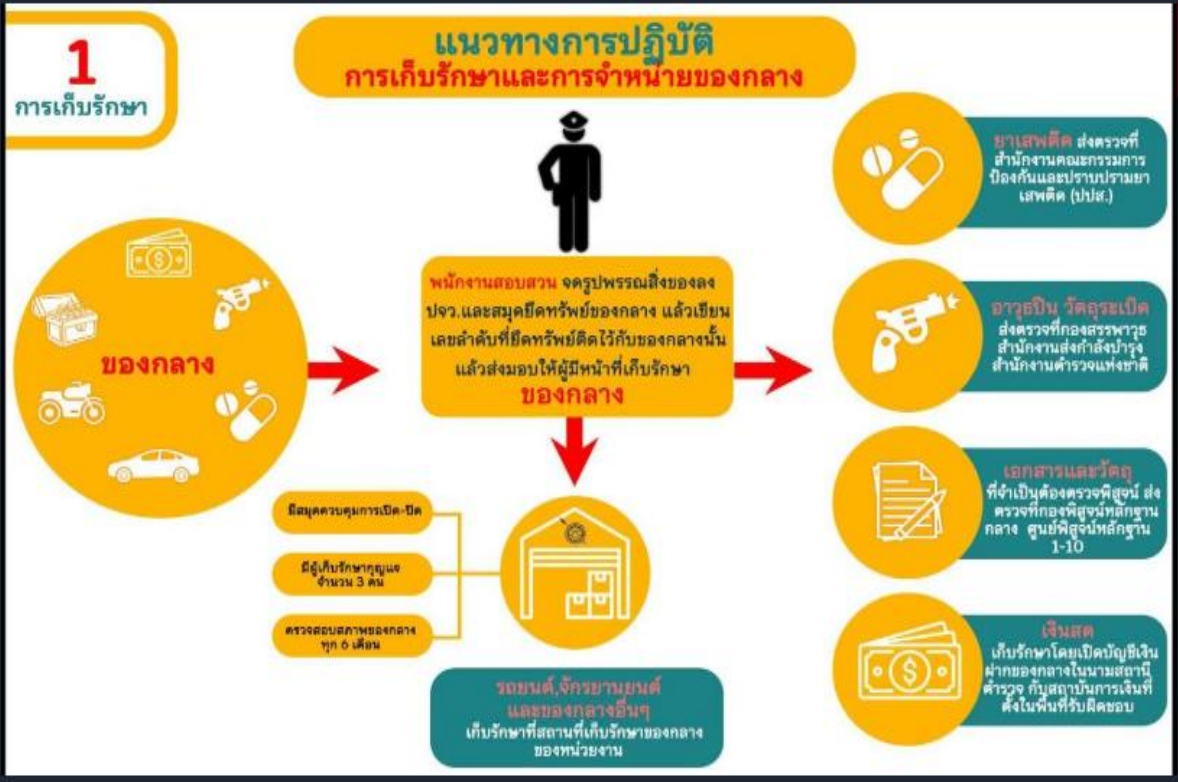 1
การเก็บรักษา
แนวทางการปฏิบัติ
การเก็บรักษาและการจำหน่ายของกลาง
ของกลาง
พนักงานสอบสวน จดรูปพรรณสิ่งของลง
ปจว.และสมุดยึดทรัพย์ของกลาง แล้วเขียน
เลขลำดับที่ยึดทรัพย์ติดไว้กับของกลางนั้น
แล้วส่งมอบให้ผู้มีหน้าที่เก็บรักษา
ของกลาง
มีสมุดควบคุมการเปิด-ปิด
มีผู้เก็บรักษากุญแจ
จำนวน 3 คน
ตรวจสอบสภาพของกลาง
ทุก 6 เดือน
รถยนต์,จักรยานยนต์
และของกลางอื่นๆ
เก็บรักษาที่สถานที่เก็บรักษาของกลาง
ของหน่วยงาน
ยาเสพติด ส่งตรวจที่
สำนักงานคณะกรรมการ
ป้องกันและปราบปรามยา
เสพติด (ปปส.)
อาวุธปืน วัตถุระเบิด
ส่งตรวจที่กองสรรพาวุธ
สำนักงานส่งกำลังบำรุง
สำนักงานตำรวจแห่งชาติ
เอกสารและวัตถุ
ที่จำเป็นต้องตรวจพิสูจน์ ส่ง
ตรวจที่กองพิสูจน์หลักฐาน
กลาง ศูนย์พิสูจน์หลักฐาน
1-10
เงินสด
เก็บรักษาโดยเปิดบัญชีเงิน
ฝากของกลางในนามสถานี
ตำรวจ กับสถาบันการเงินที่
ตั้งในพื้นที่รับผิดชอบ